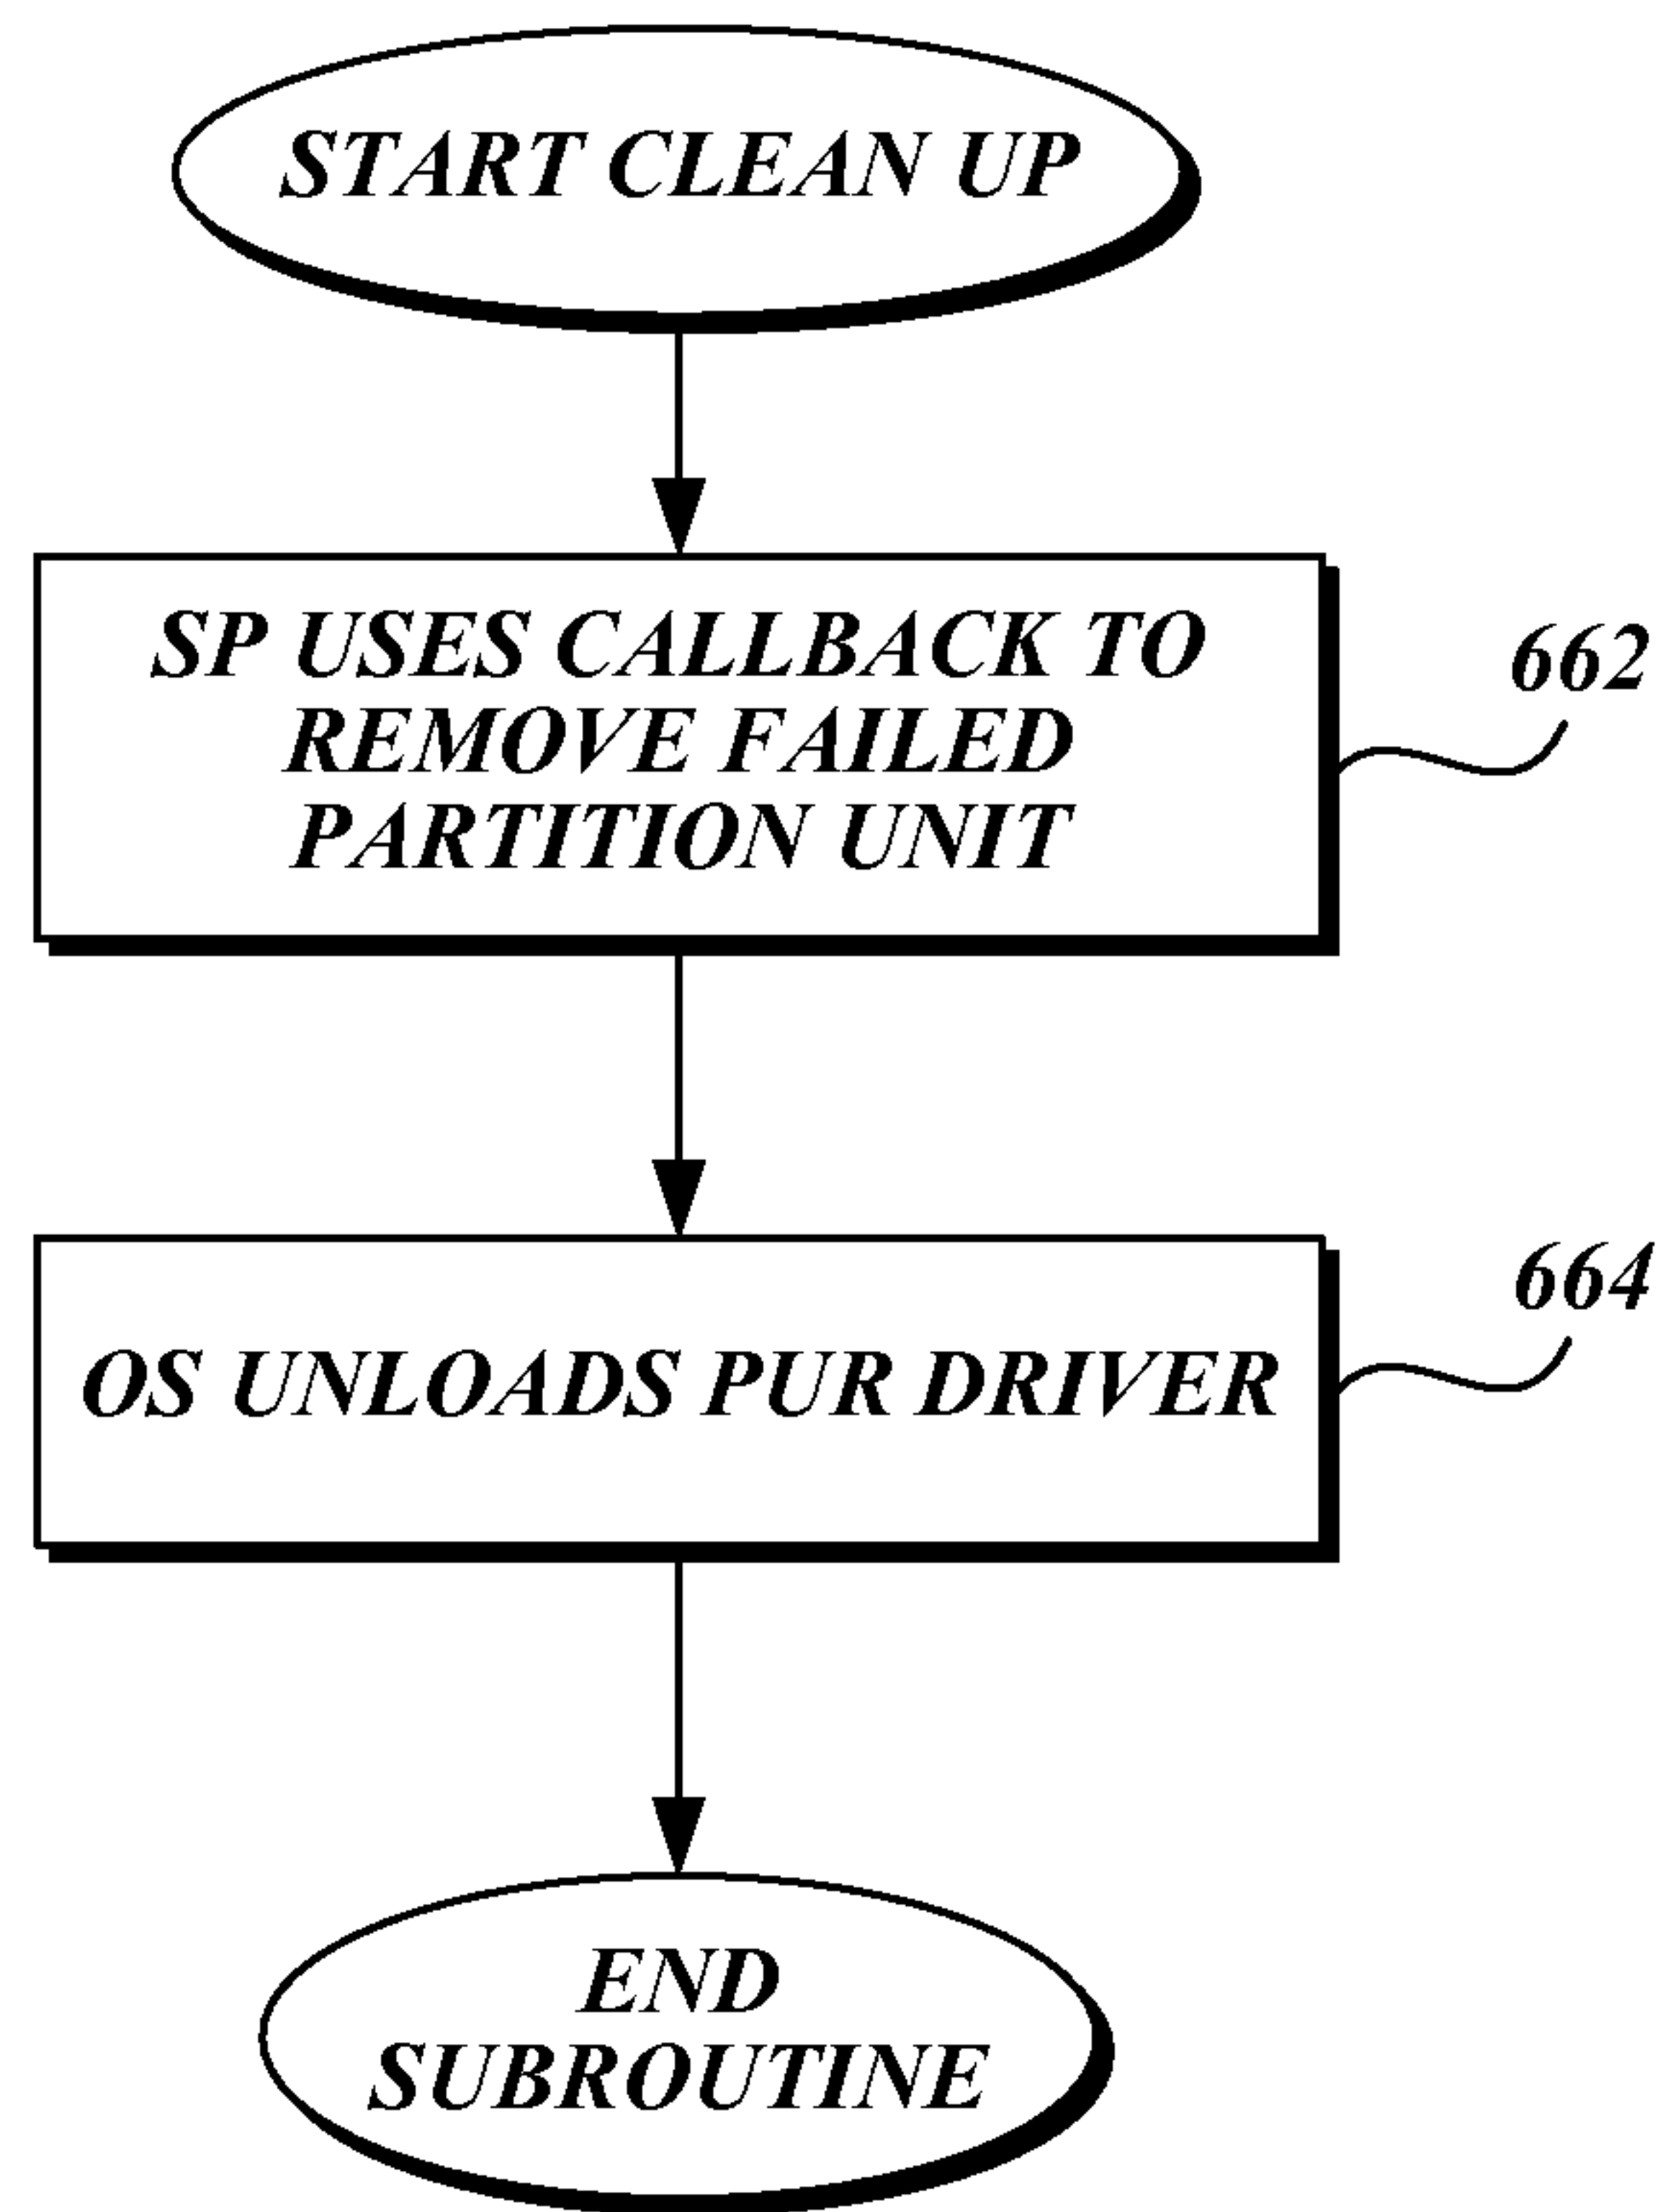 START CLEAN UP
SP USES CALLBACK TO
REMOVE FAILED
PARTITION UNIT
662
OS UNLOADS PUR DRIVER
664
END
SUBROUTINE